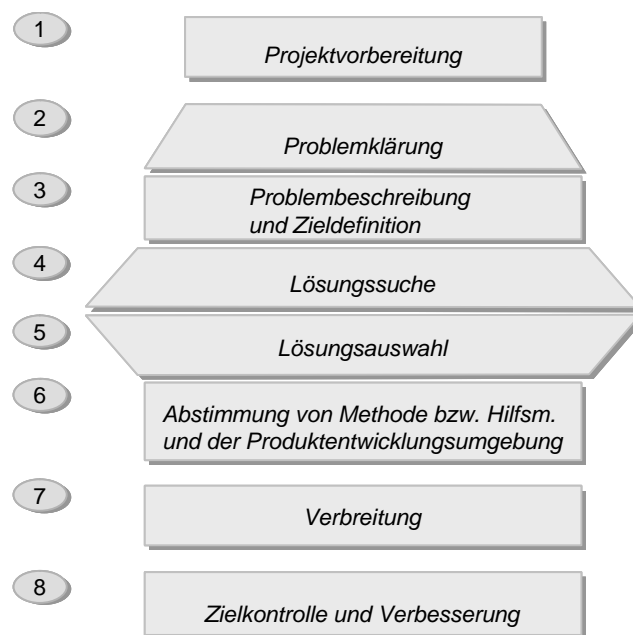 1
Projektvorbereitung
2
Problemklärung
3
Problembeschreibung
und Zieldefinition
4
Lösungssuche
5
Lösungsauswahl
6
Abstimmung von Methode bzw. Hilfsm.
und der Produktentwicklungsumgebung
7
Verbreitung
8
Zielkontrolle und Verbesserung